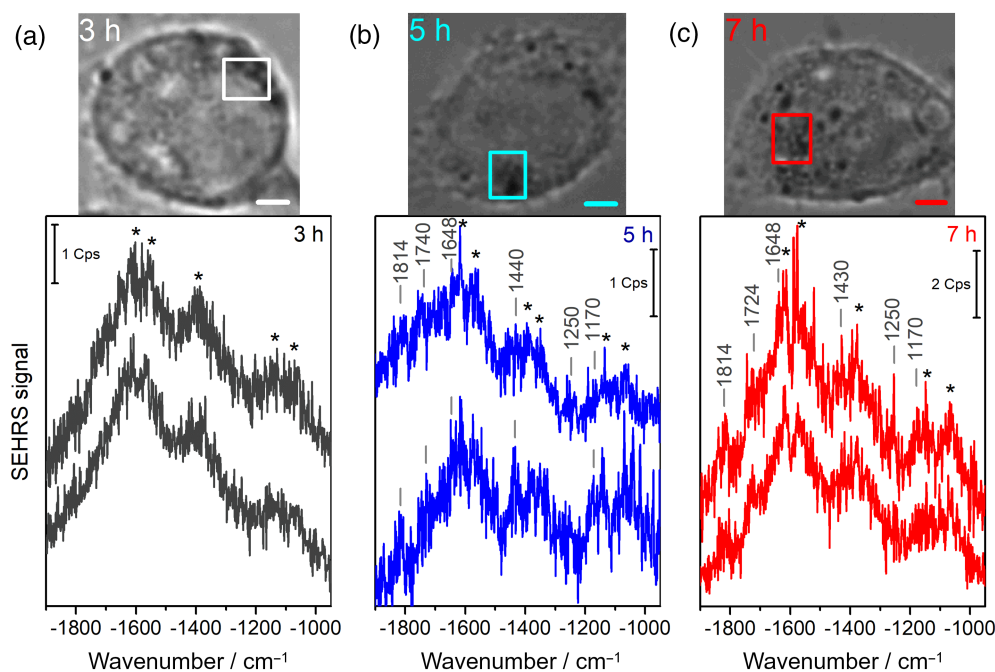 (a) 3 h
(b) 5 h
(c) 7 h
SEHRS signal
1 Cps
3 h
* * * * *
-1800 -1600 -1400 -1200 -1000
Wavenumber / cm⁻¹
5 h
1 Cps
1814 1740 1648 * * 1440 * * 1250 1170 * *
-1800 -1600 -1400 -1200 -1000
Wavenumber / cm⁻¹
7 h
2 Cps
1814 1724 1648 * * 1430 * 1250 1170 * *
-1800 -1600 -1400 -1200 -1000
Wavenumber / cm⁻¹